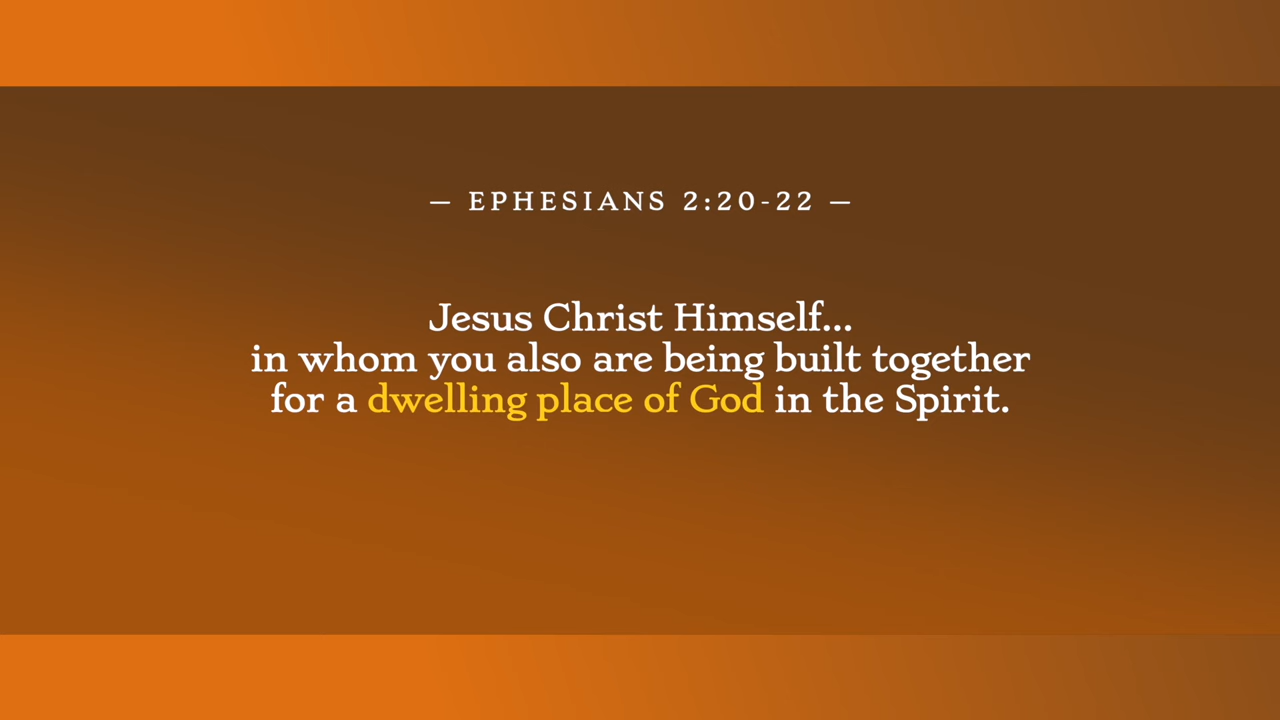 — EPHESIANS 2:20-22 —
Jesus Christ Himself...
in whom you also are being built together
for a dwelling place of God in the Spirit.